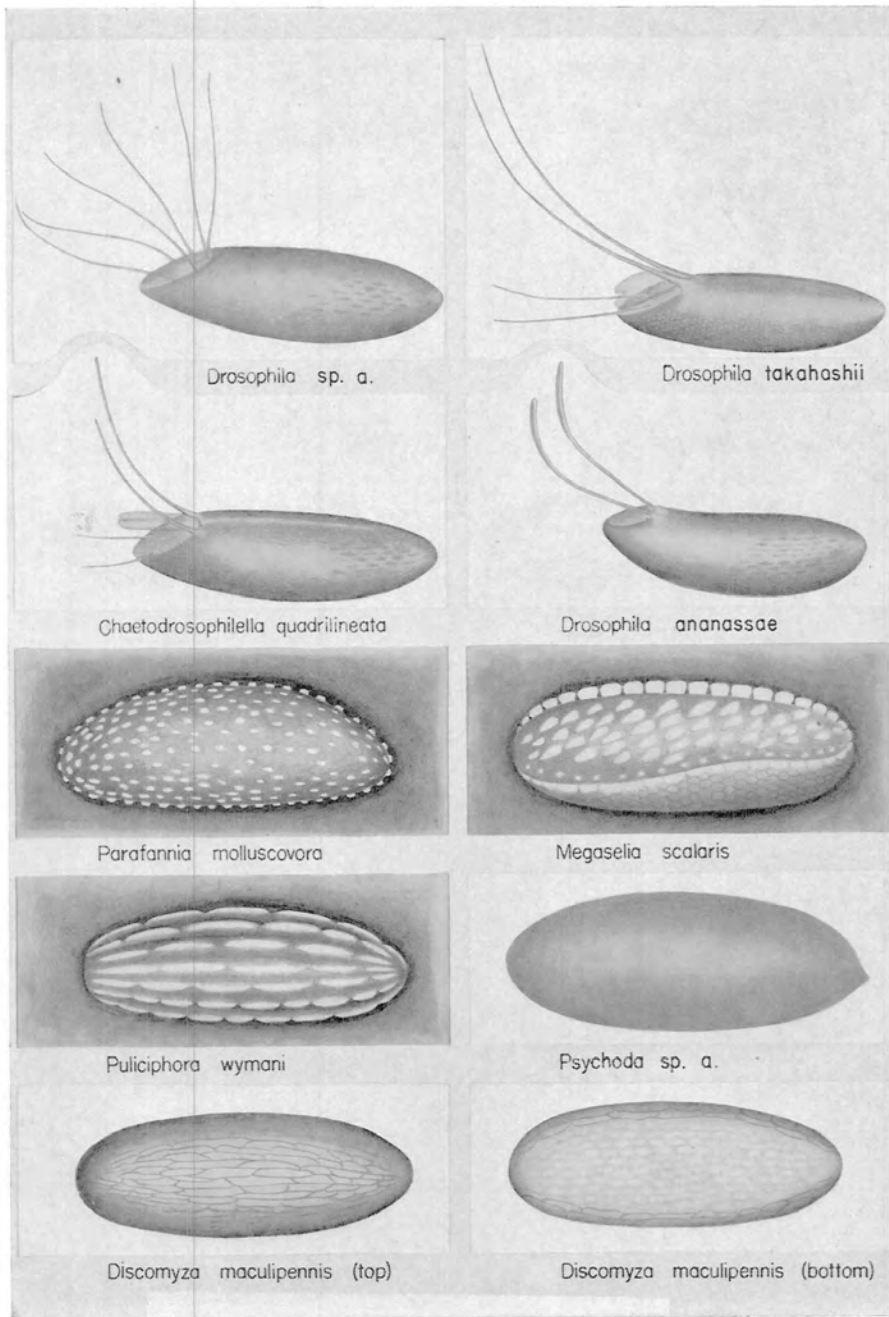 Drosophila sp. a.
Drosophila takahashii
Chaetodrosophilella quadrilineata
Drosophila ananassae
Parafannia molluscovora
Megaselia scalaris
Puliciphora wymani
Psychoda sp. a.
Discomyza maculipennis (top)
Discomyza maculipennis (bottom)